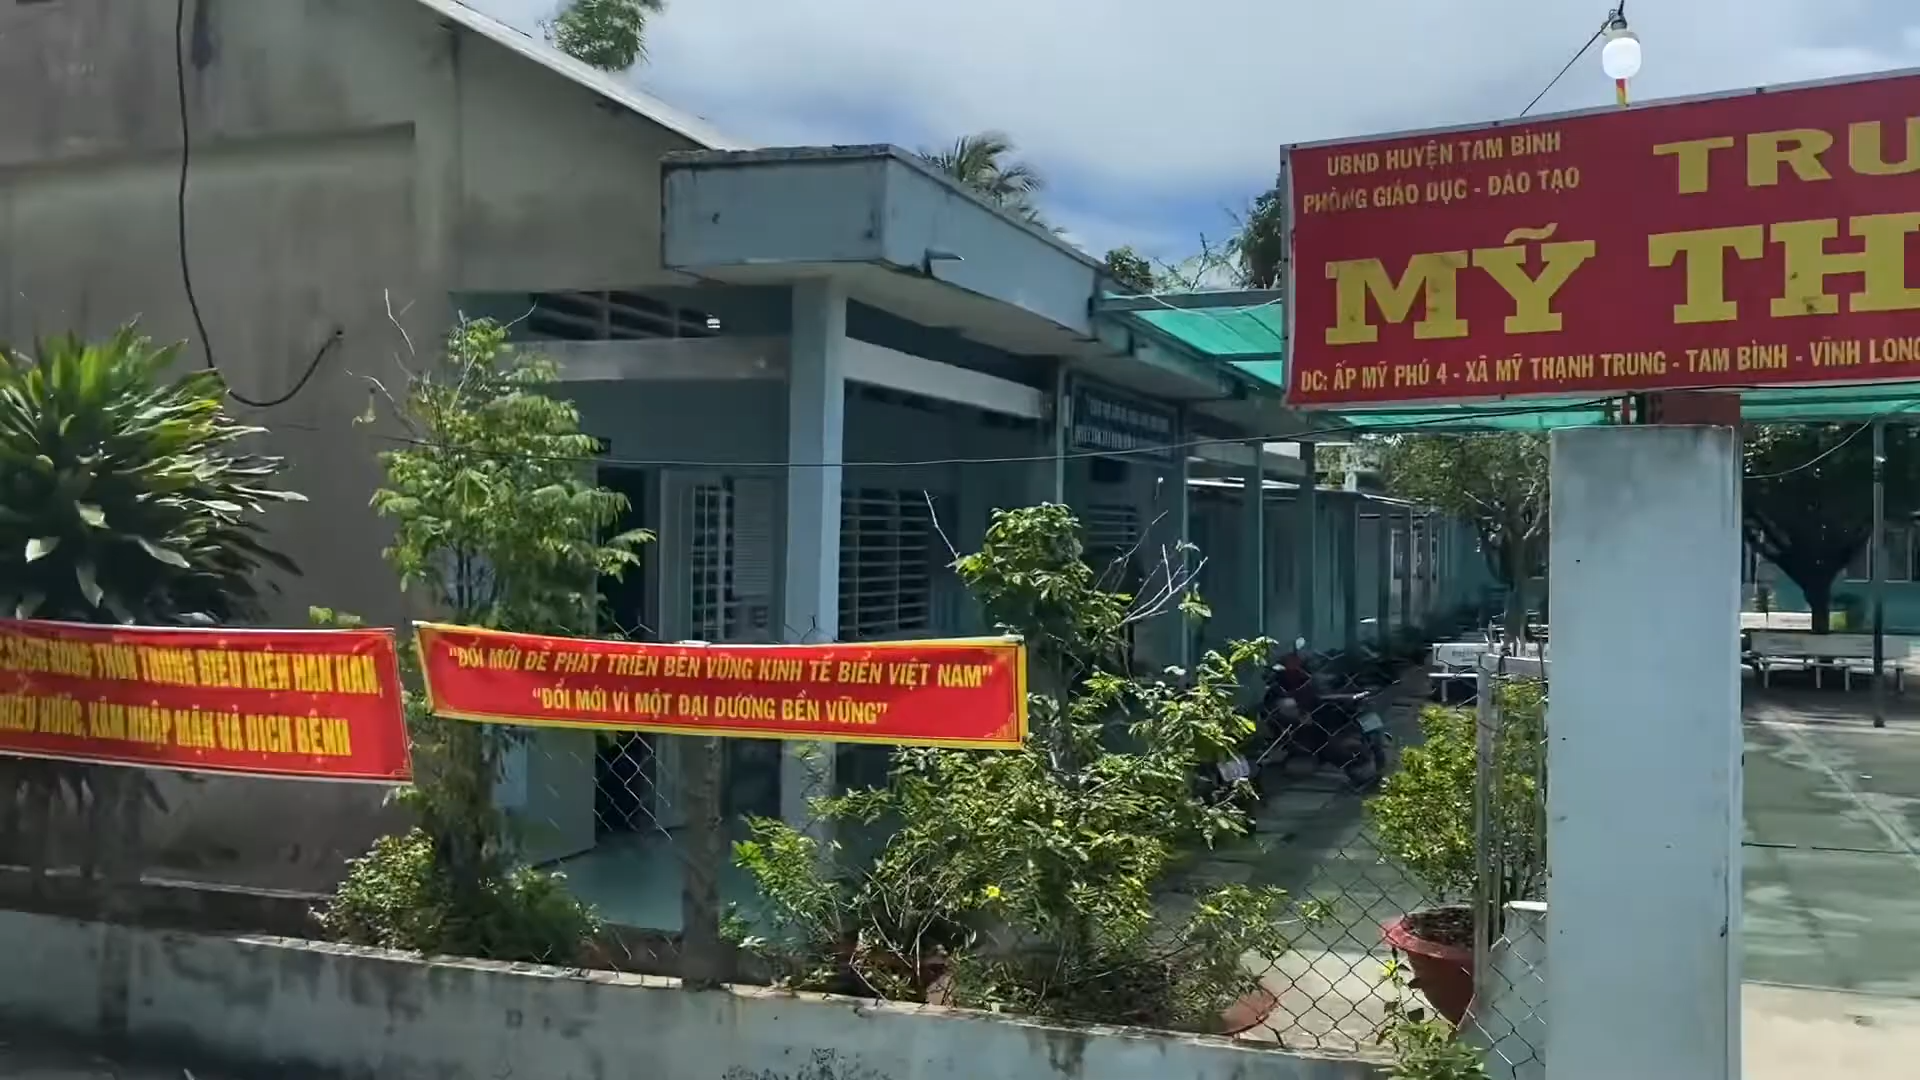 UBND HUYỆN TAM BÌNH
PHÒNG GIÁO DỤC - ĐÀO TẠO
TRU
MỸ TH
DC: ẤP MỸ PHÚ 4 - XÃ MỸ THẠNH TRUNG - TAM BÌNH - VĨNH LONG
TRONG ĐIỀU KIỆN HẠN HÁN,
NƯỚC, XÂM NHẬP MẶN VÀ DỊCH BỆNH
"ĐỔI MỚI ĐỂ PHÁT TRIỂN BỀN VỮNG KINH TẾ BIỂN VIỆT NAM"
"ĐỔI MỚI VÌ MỘT ĐẠI DƯƠNG BỀN VỮNG"